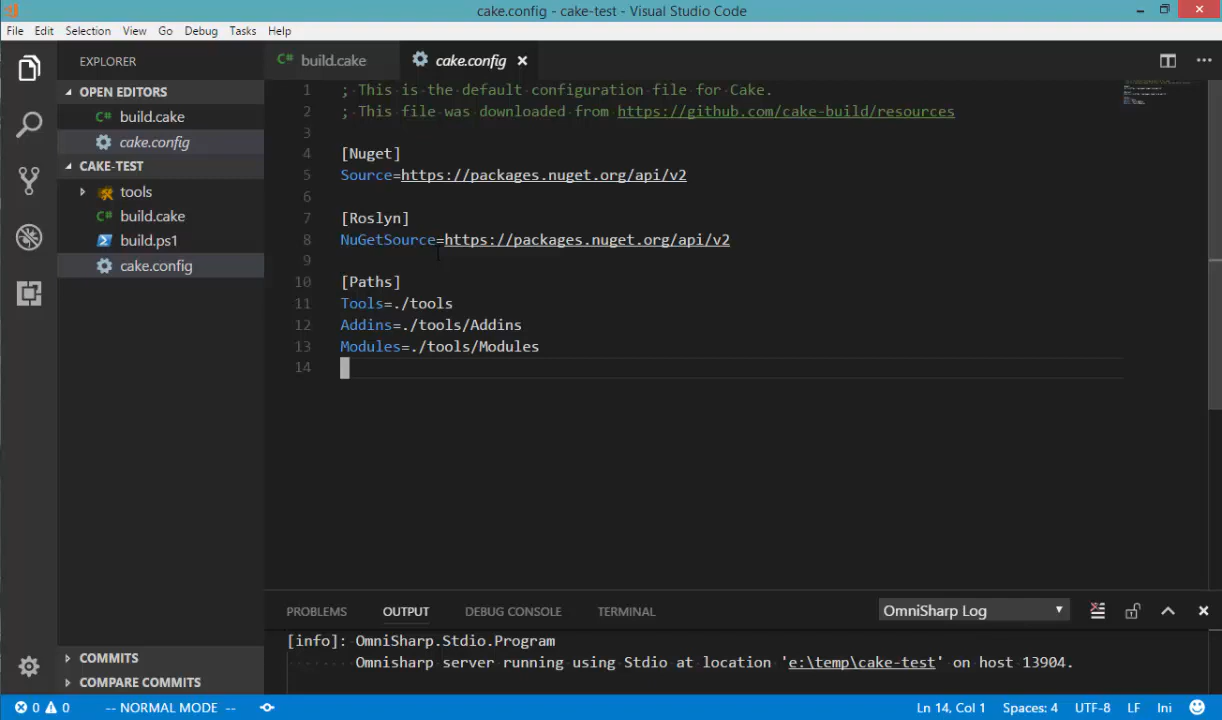 cake.config - cake-test - Visual Studio Code
File Edit Selection View Go Debug Tasks Help
EXPLORER
OPEN EDITORS
C# build.cake
cake.config
CAKE-TEST
tools
C# build.cake
build.ps1
cake.config
COMMITS
COMPARE COMMITS
C# build.cake
cake.config
1 ; This is the default configuration file for Cake.
2 ; This file was downloaded from https://github.com/cake-build/resources
3
4 [Nuget]
5 Source=https://packages.nuget.org/api/v2
6
7 [Roslyn]
8 NuGetSource=https://packages.nuget.org/api/v2
9
10 [Paths]
11 Tools=./tools
12 Addins=./tools/Addins
13 Modules=./tools/Modules
14
PROBLEMS OUTPUT DEBUG CONSOLE TERMINAL OmniSharp Log
[info]: OmniSharp.Stdio.Program
Omnisharp server running using Stdio at location 'e:\temp\cake-test' on host 13904.
0 0 -- NORMAL MODE -- Ln 14, Col 1 Spaces: 4 UTF-8 LF Ini